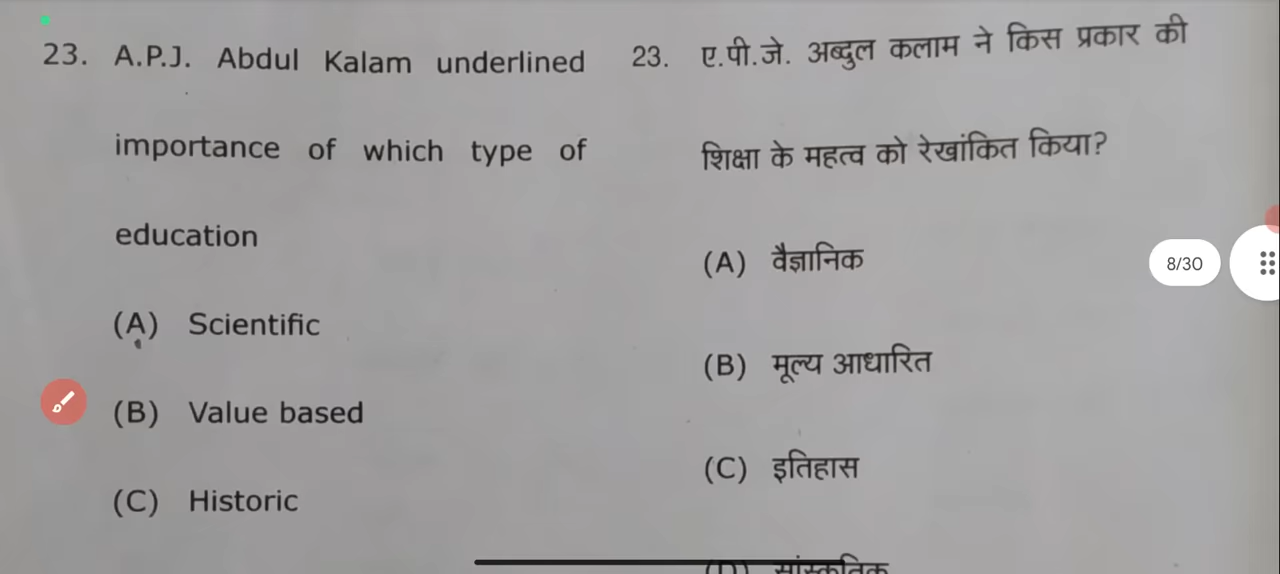 23. A.P.J. Abdul Kalam underlined
importance of which type of
education
(A) Scientific
(B) Value based
(C) Historic
23. ए.पी.जे. अब्दुल कलाम ने किस प्रकार की
शिक्षा के महत्व को रेखांकित किया?
(A) वैज्ञानिक
(B) मूल्य आधारित
(C) इतिहास
(D) सांस्कृतिक
8/30